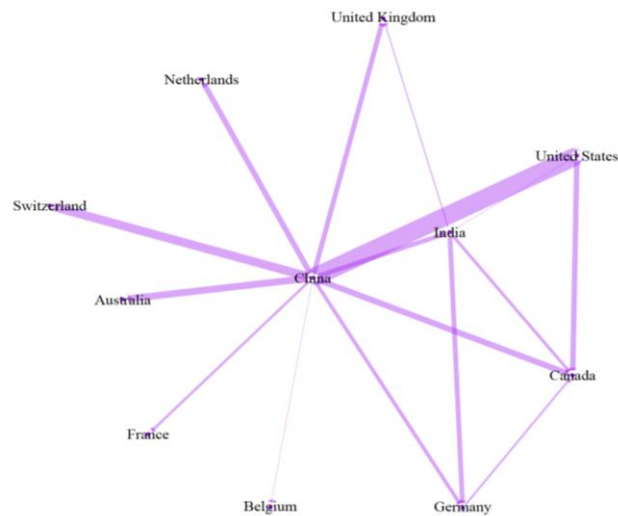 United Kingdom
Netherlands
United States
Switzerland
India
China
Australia
Canada
France
Belgium
Germany